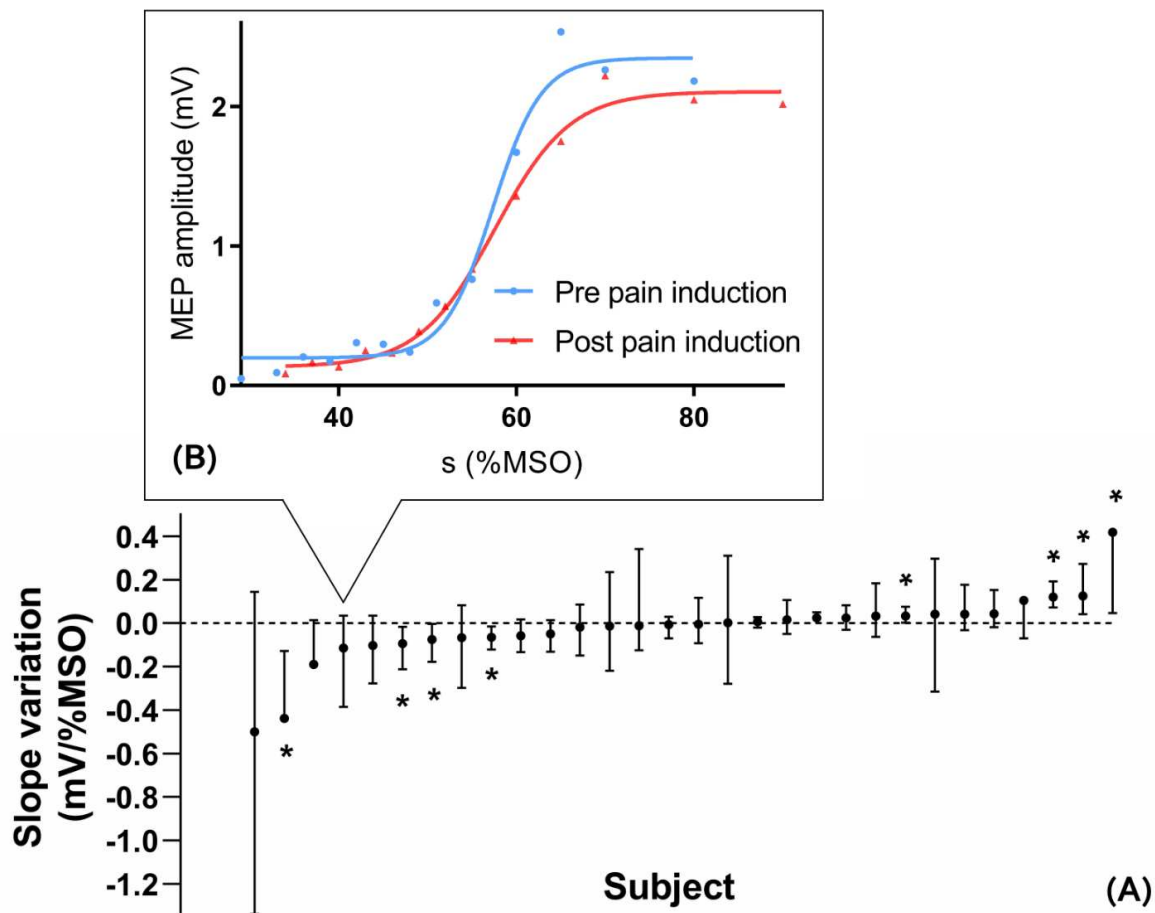 MEP amplitude (mV)
2
1
0
Pre pain induction
Post pain induction
40 60 80
s (%MSO)
(B)
Slope variation
(mV/%MSO)
0.4
0.2
0.0
-0.2
-0.4
-0.6
-0.8
-1.0
-1.2
* * * * * * * *
Subject
(A)